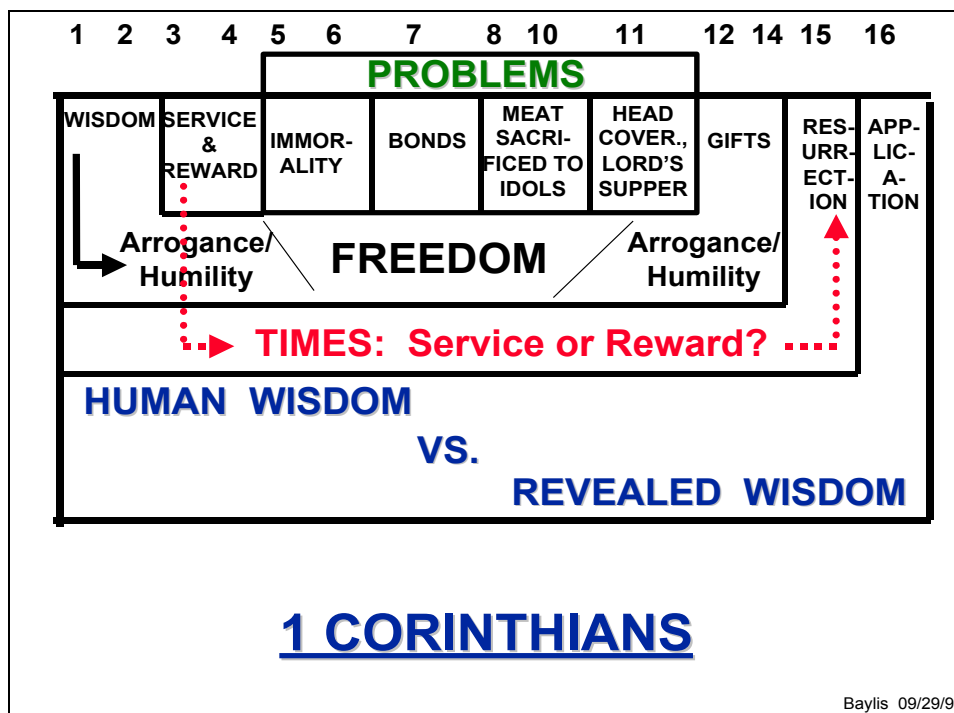 1 2 3 4 5 6 7 8 10 11 12 14 15 16
PROBLEMS
WISDOM
SERVICE
&
REWARD
IMMOR-
ALITY
BONDS
MEAT
SACRI-
FICED TO
IDOLS
HEAD
COVER.,
LORD'S
SUPPER
GIFTS
RES-
URR-
ECT-
ION
APP-
LIC-
A-
TION
Arrogance/
Humility
FREEDOM
Arrogance/
Humility
TIMES: Service or Reward?
HUMAN WISDOM
VS.
REVEALED WISDOM
1 CORINTHIANS
Baylis 09/29/9